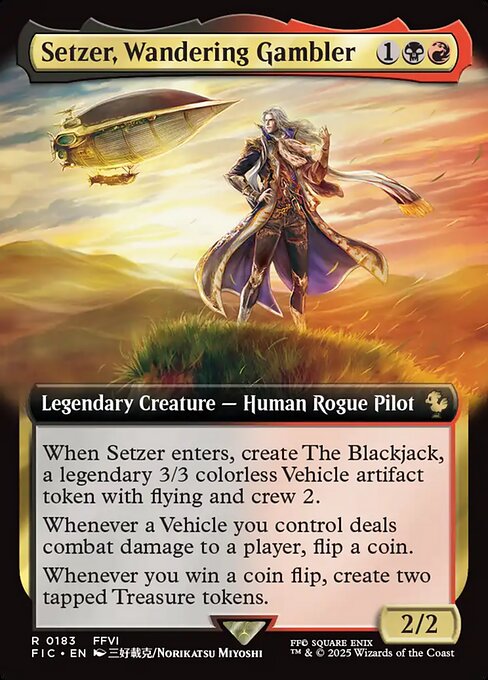 Setzer, Wandering Gambler 1
Legendary Creature — Human Rogue Pilot
When Setzer enters, create The Blackjack,
a legendary 3/3 colorless Vehicle artifact
token with flying and crew 2.
Whenever a Vehicle you control deals
combat damage to a player, flip a coin.
Whenever you win a coin flip, create two
tapped Treasure tokens.
2/2
R 0183 FFVI
FIC • EN 三好載克/Norikatsu Miyoshi
FF© SQUARE ENIX
™ & © 2025 Wizards of the Coast